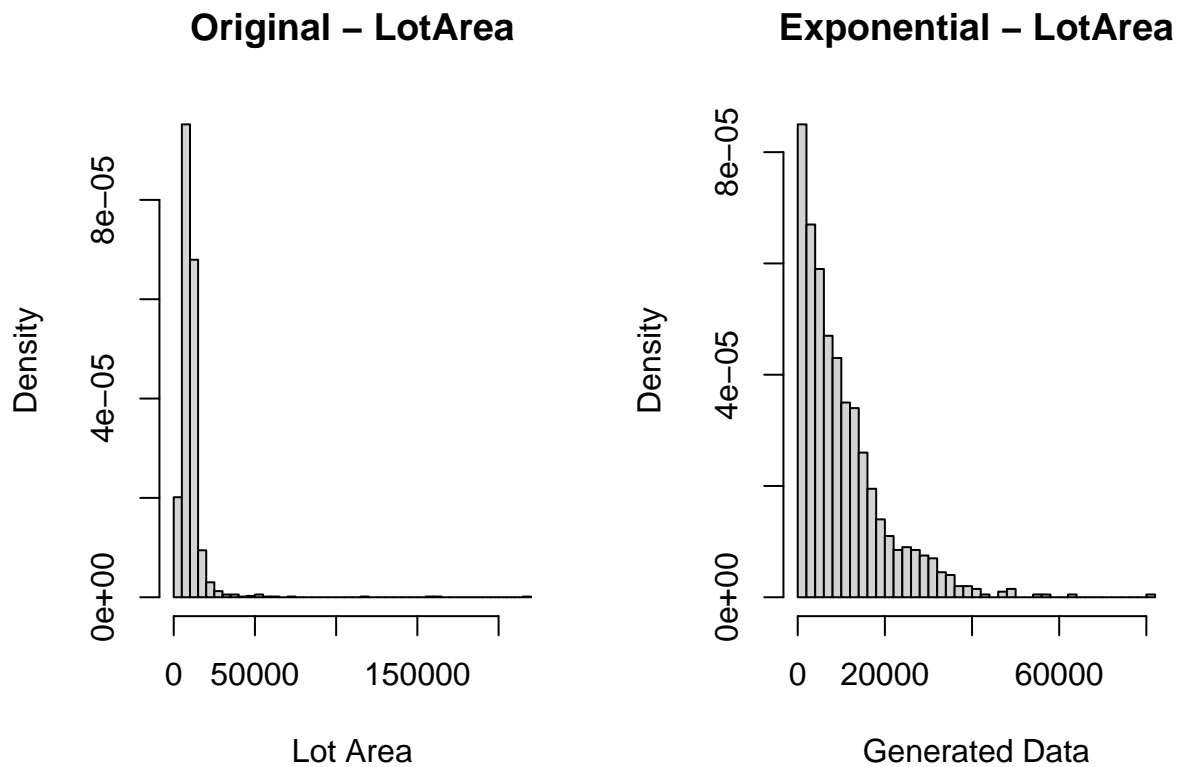 Original – LotArea
Density
8e−05
4e−05
0e+00
0 50000 150000
Lot Area
Exponential – LotArea
Density
8e−05
4e−05
0e+00
0 20000 60000
Generated Data